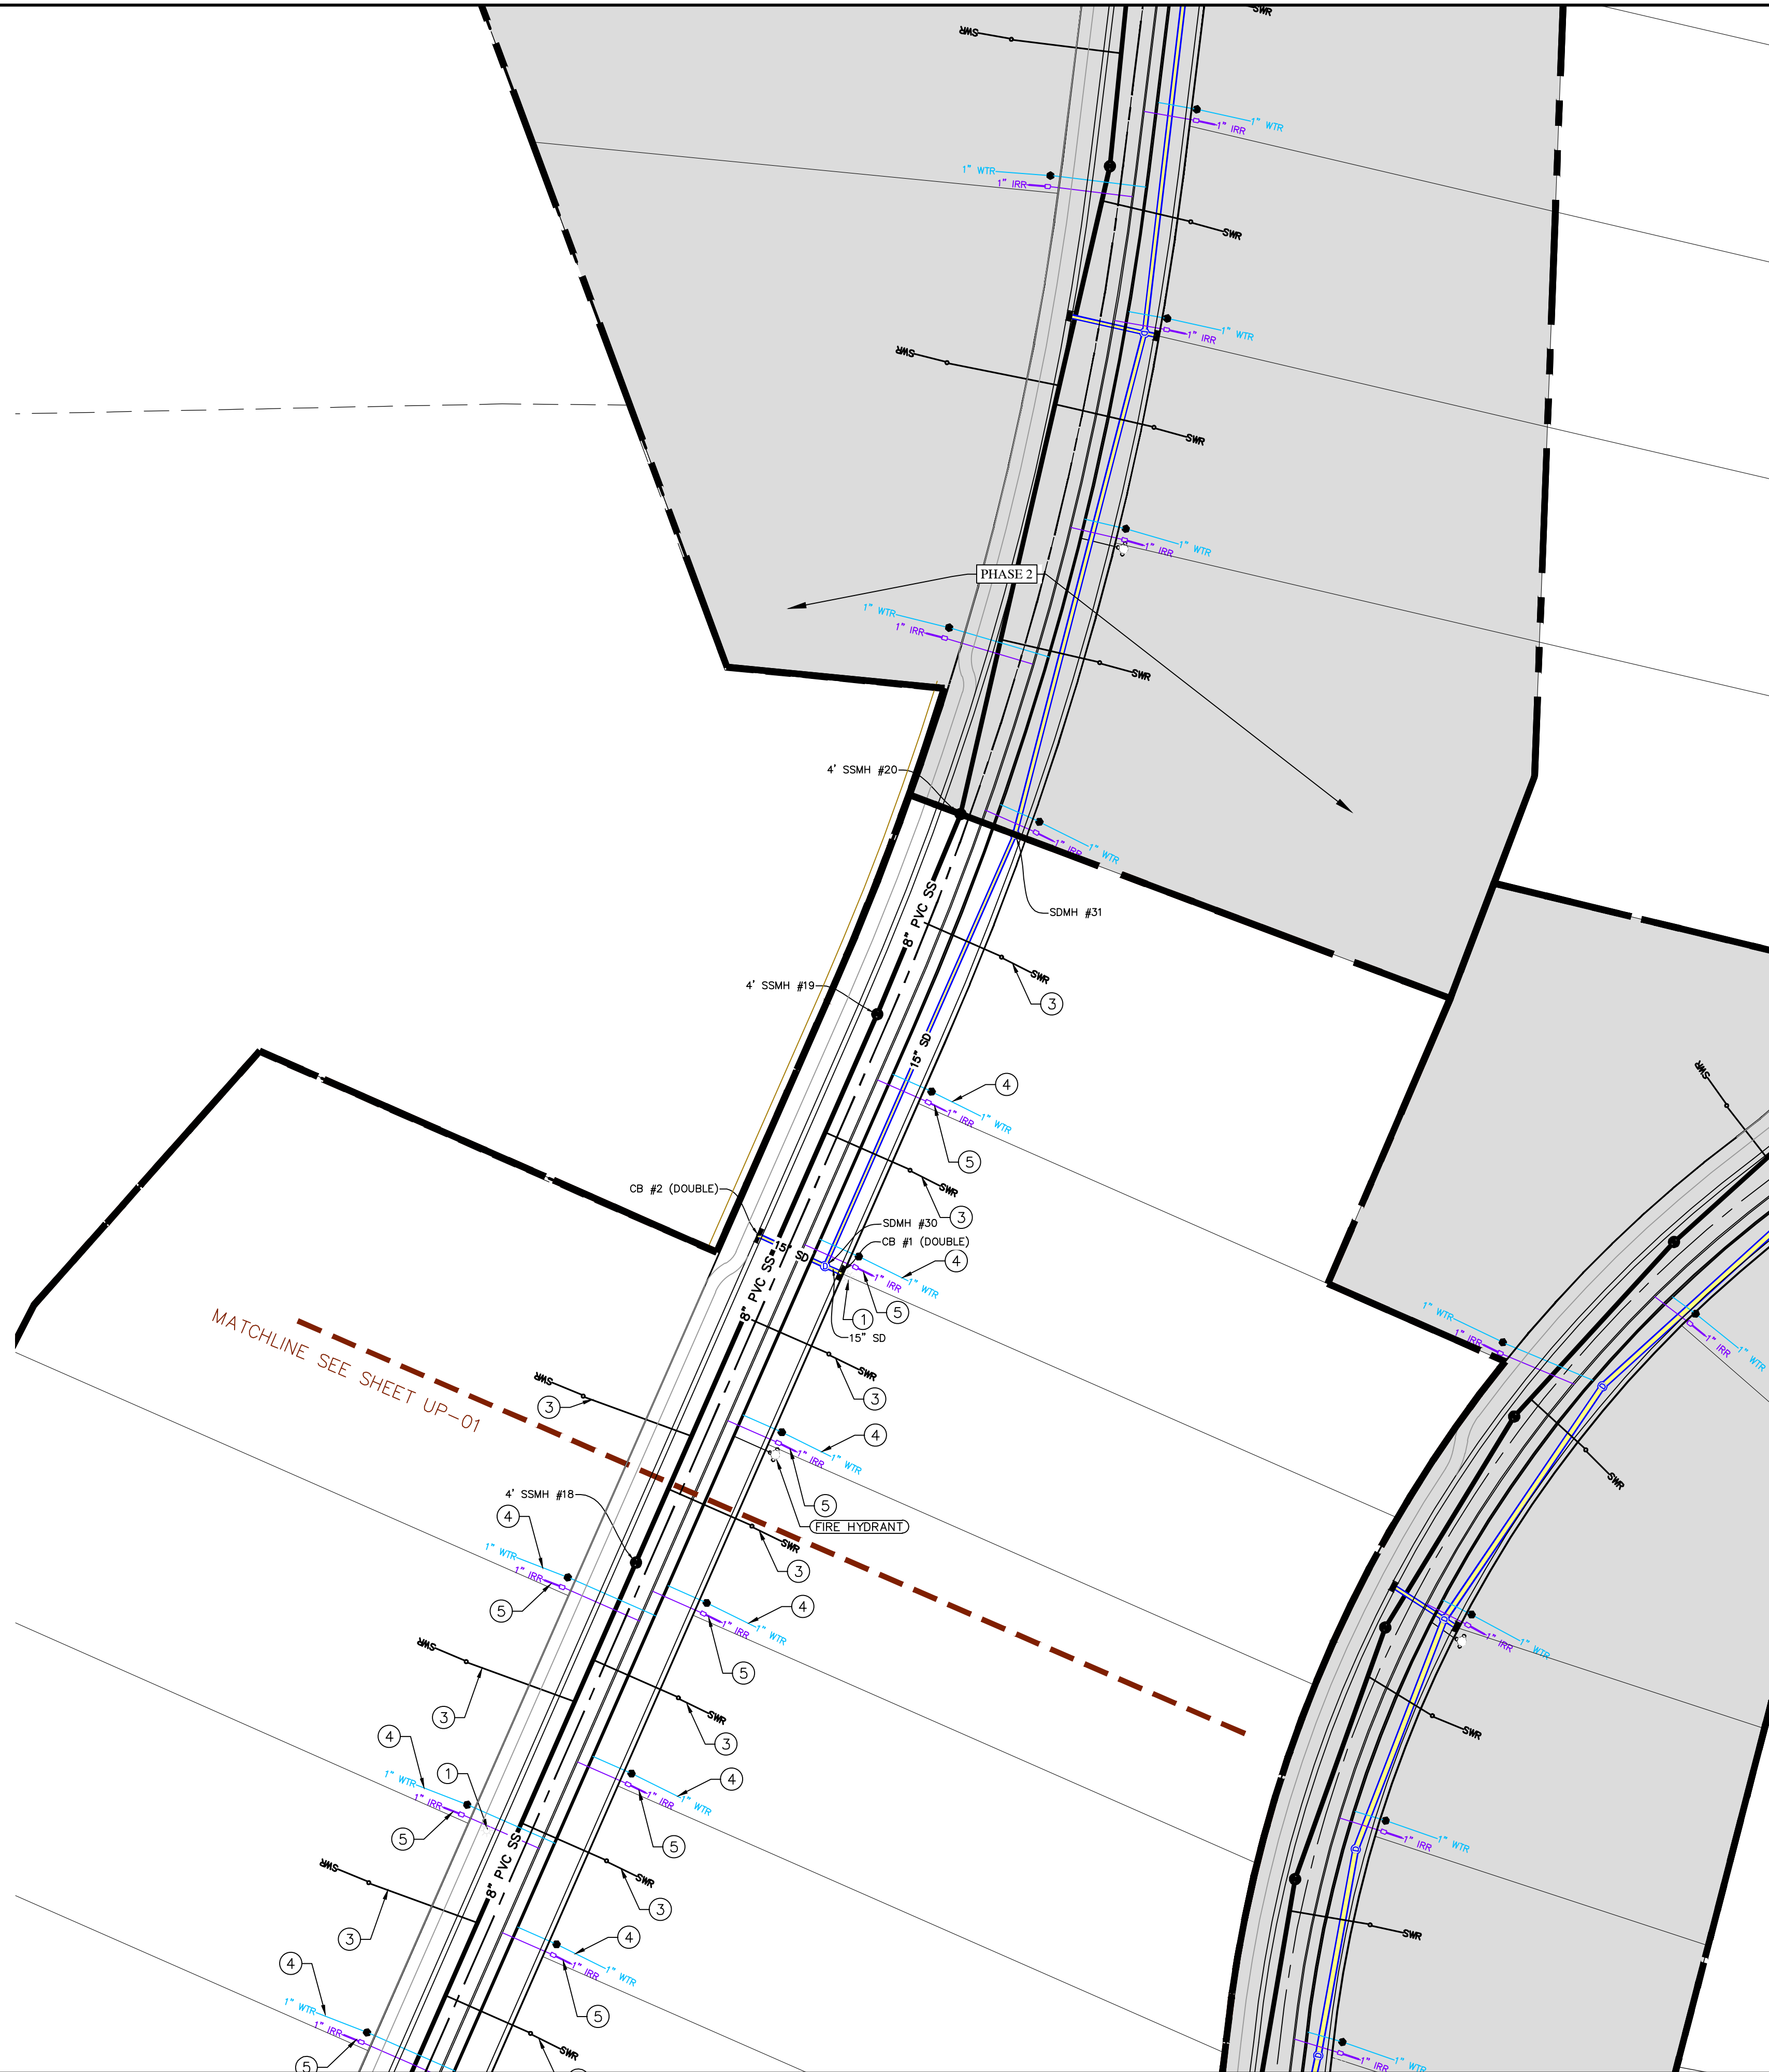 SWR
SWR
1" WTR
1" IRR
1" WTR
1" IRR
SWR
1" WTR
1" IRR
SWR
SWR
1" WTR
1" IRR
PHASE 2
1" WTR
1" IRR
SWR
4' SSMH #20
1" WTR
1" IRR
8" PVC SS
SDMH #31
SWR
3
4' SSMH #19
15" SD
SWR
4
1" IRR
1" WTR
5
SWR
3
CB #2 (DOUBLE)
SDMH #30
CB #1 (DOUBLE)
15" SD
4
8" PVC SS
1" IRR
1" WTR
5
1
15" SD
MATCHLINE SEE SHEET UP-01
1" WTR
1" IRR
1" IRR
1" WTR
SWR
3
SWR
3
4
1" IRR
1" WTR
SWR
4' SSMH #18
4
5
FIRE HYDRANT
1" WTR
1" IRR
SWR
3
5
4
1" IRR
1" WTR
1" IRR
1" WTR
SWR
5
3
SWR
SWR
3
4
1
4
1" WTR
1" IRR
1" IRR
1" WTR
1" WTR
1" IRR
5
5
8" PVC SS
SWR
SWR
3
3
4
SWR
4
1" IRR
1" WTR
1" WTR
1" IRR
5
SWR
5
1" WTR
1" IRR